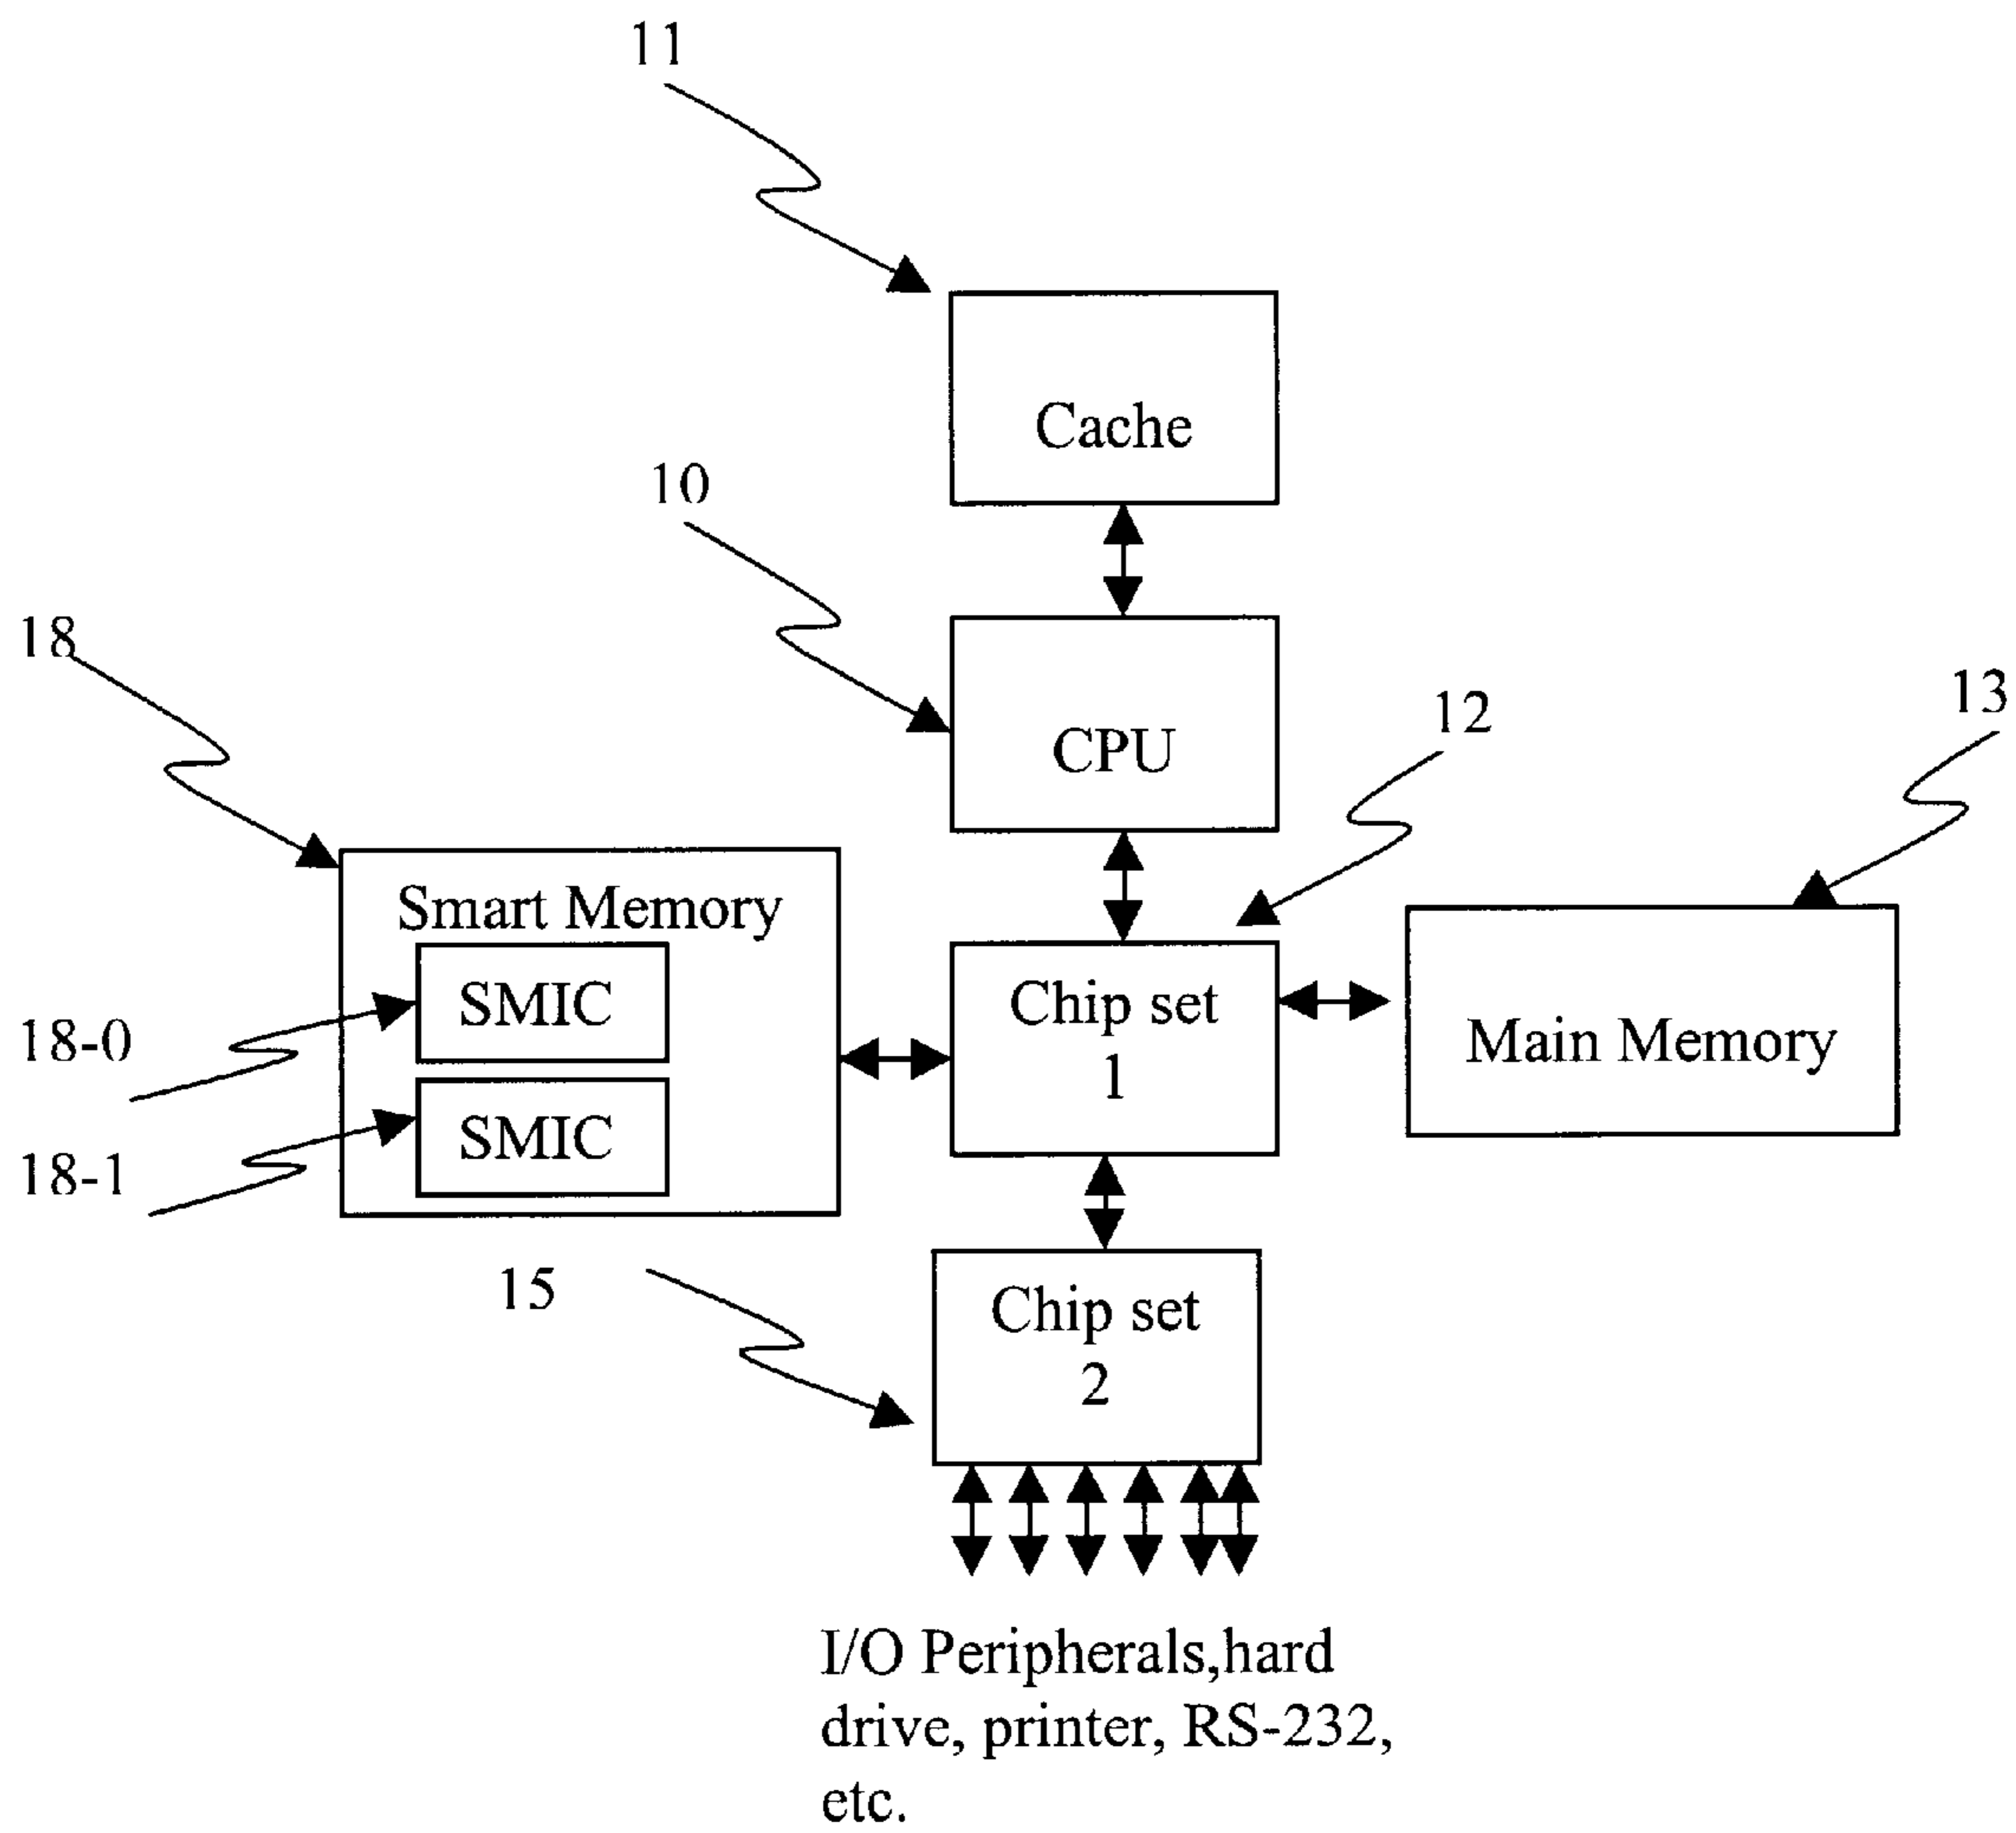 11
Cache
10
18
CPU
12
13
Smart Memory
SMIC
18-0
Chip set
1
Main Memory
SMIC
18-1
15
Chip set
2
I/O Peripherals,hard
drive, printer, RS-232,
etc.